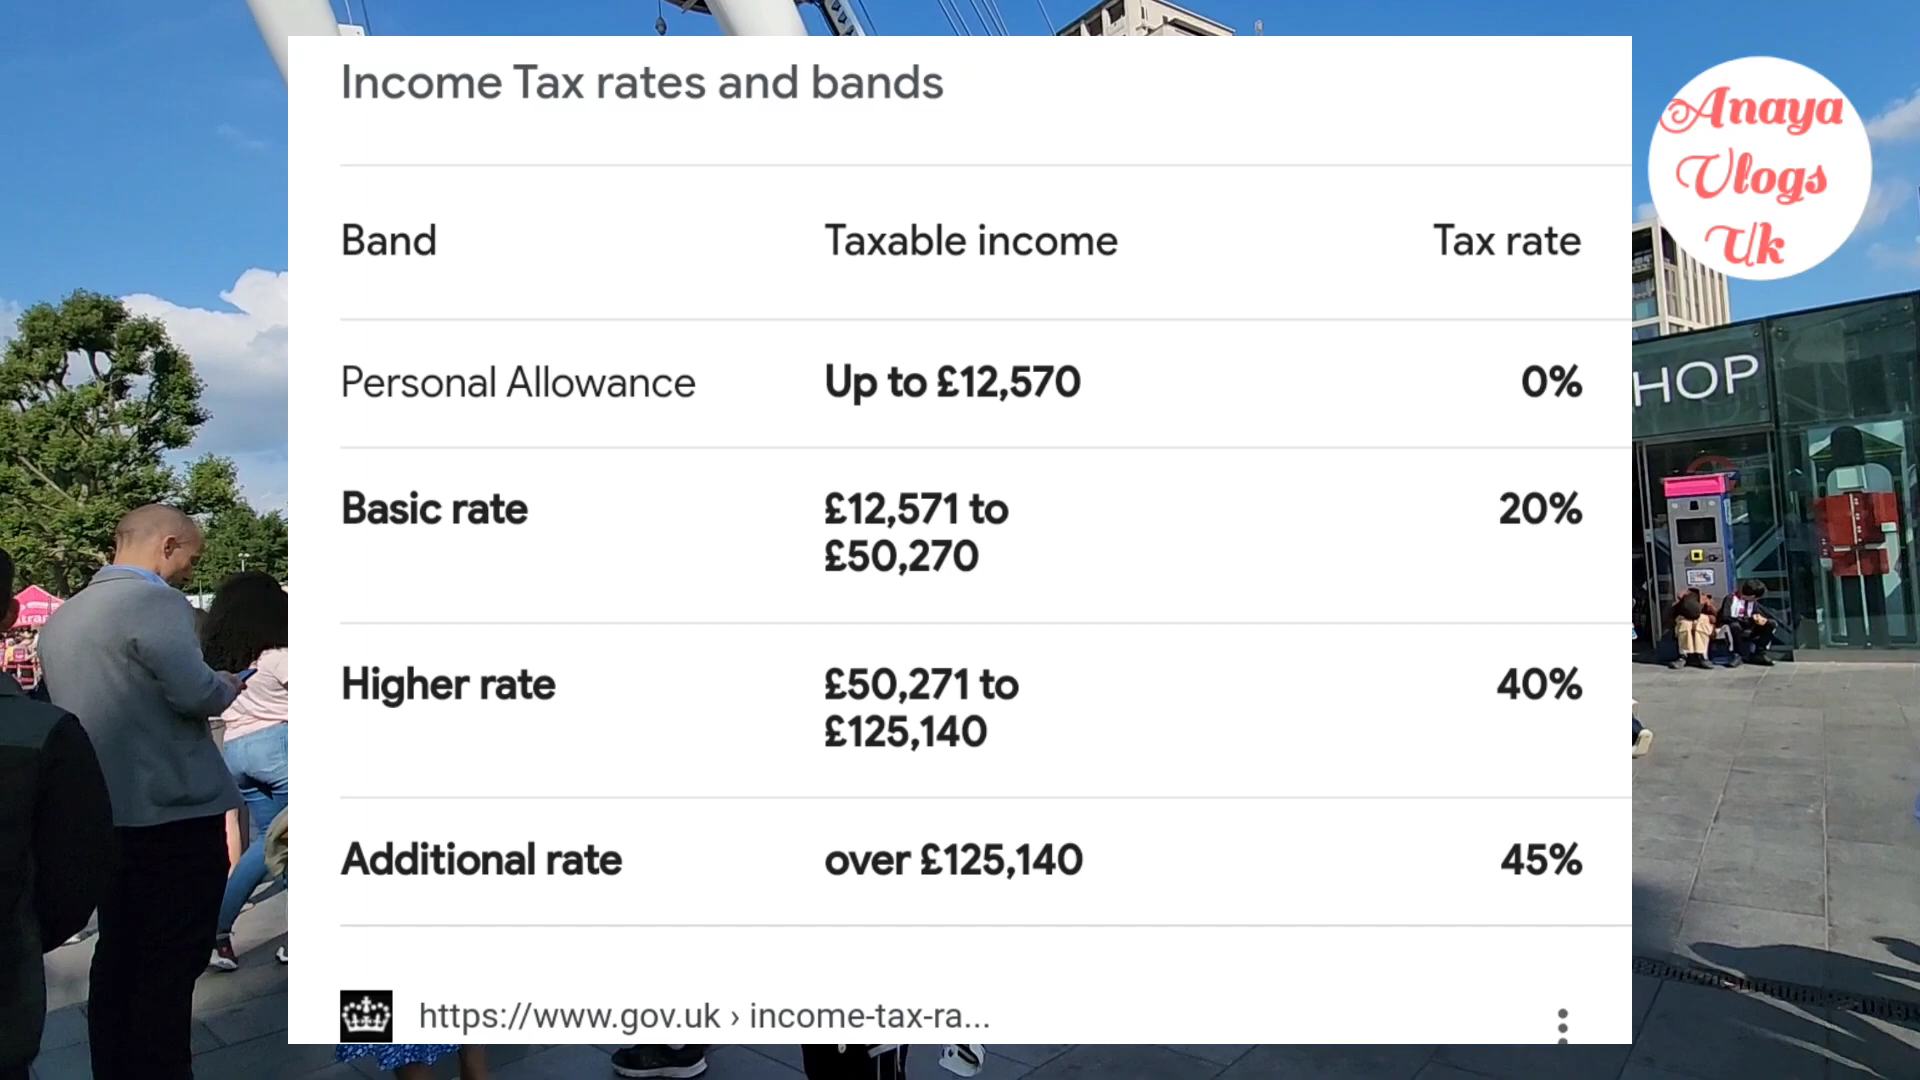 Income Tax rates and bands
Band Taxable income Tax rate
Personal Allowance Up to £12,570 0%
Basic rate £12,571 to £50,270 20%
Higher rate £50,271 to £125,140 40%
Additional rate over £125,140 45%
https://www.gov.uk › income-tax-ra...
Anaya
Vlogs
Uk
HOP